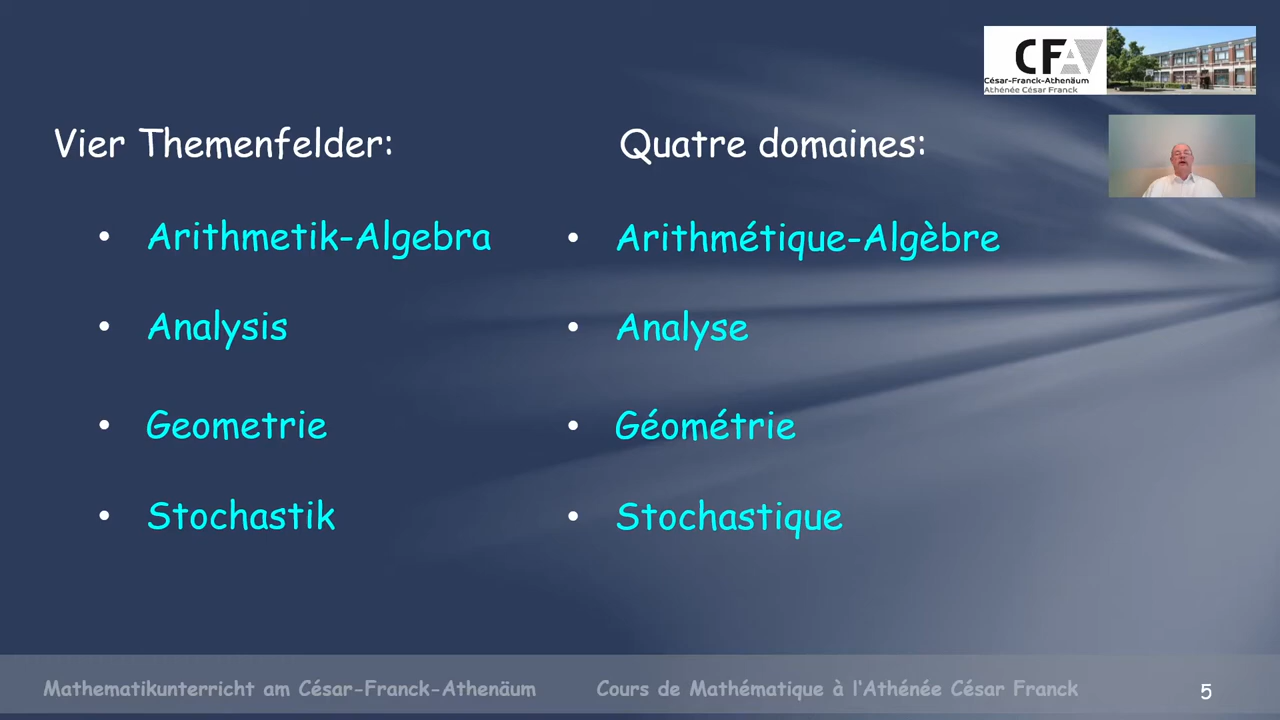 CFA
César-Franck-Athenäum
Athénée César Franck
Vier Themenfelder:
• Arithmetik-Algebra
• Analysis
• Geometrie
• Stochastik
Quatre domaines:
• Arithmétique-Algèbre
• Analyse
• Géométrie
• Stochastique
Mathematikunterricht am César-Franck-Athenäum
Cours de Mathématique à l‘Athénée César Franck
5